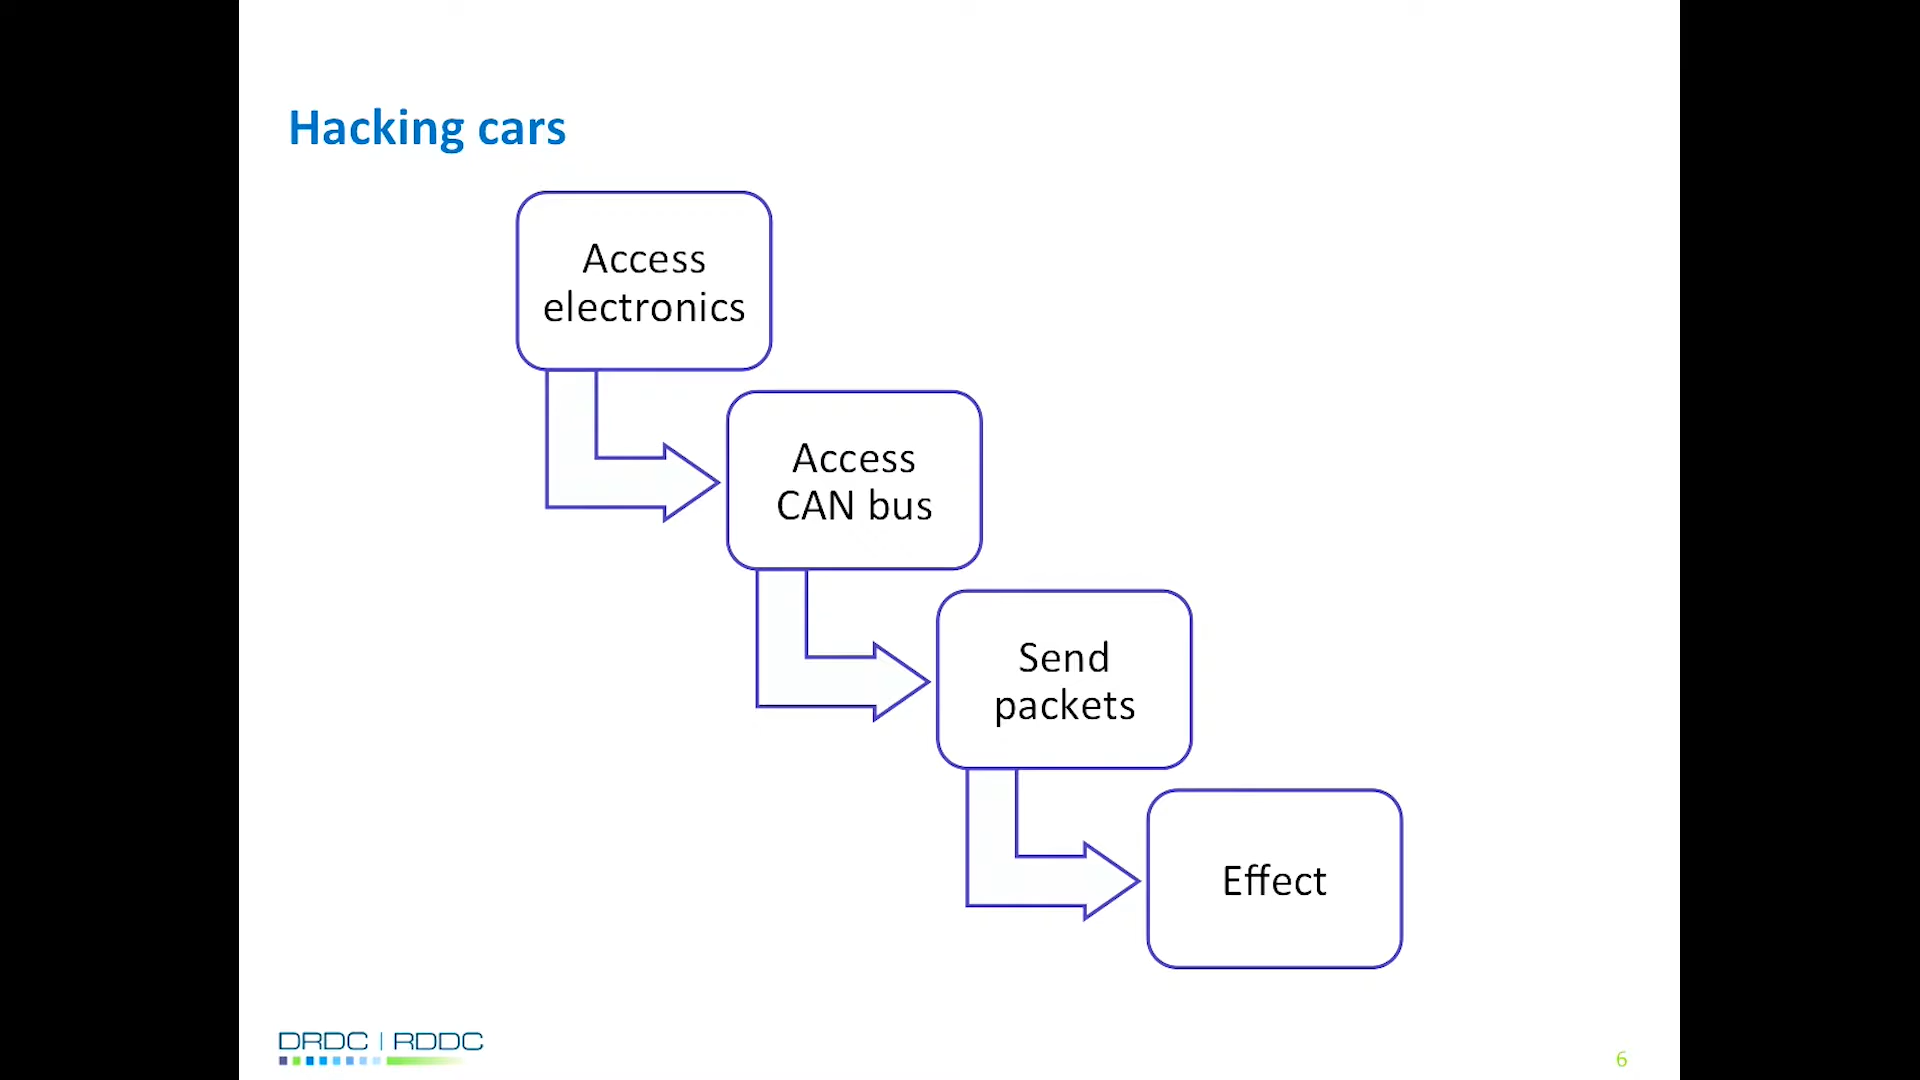 Hacking cars
Access
electronics
Access
CAN bus
Send
packets
Effect
DRDC | RDDC
6